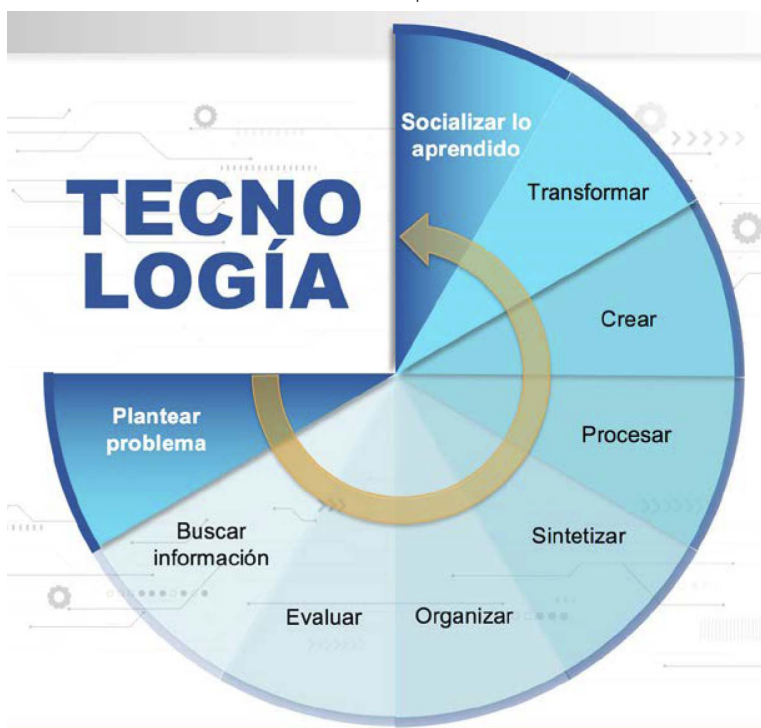 TECNO
LOGÍA
Socializar lo
aprendido
Transformar
Crear
Procesar
Sintetizar
Organizar
Evaluar
Buscar
información
Plantear
problema